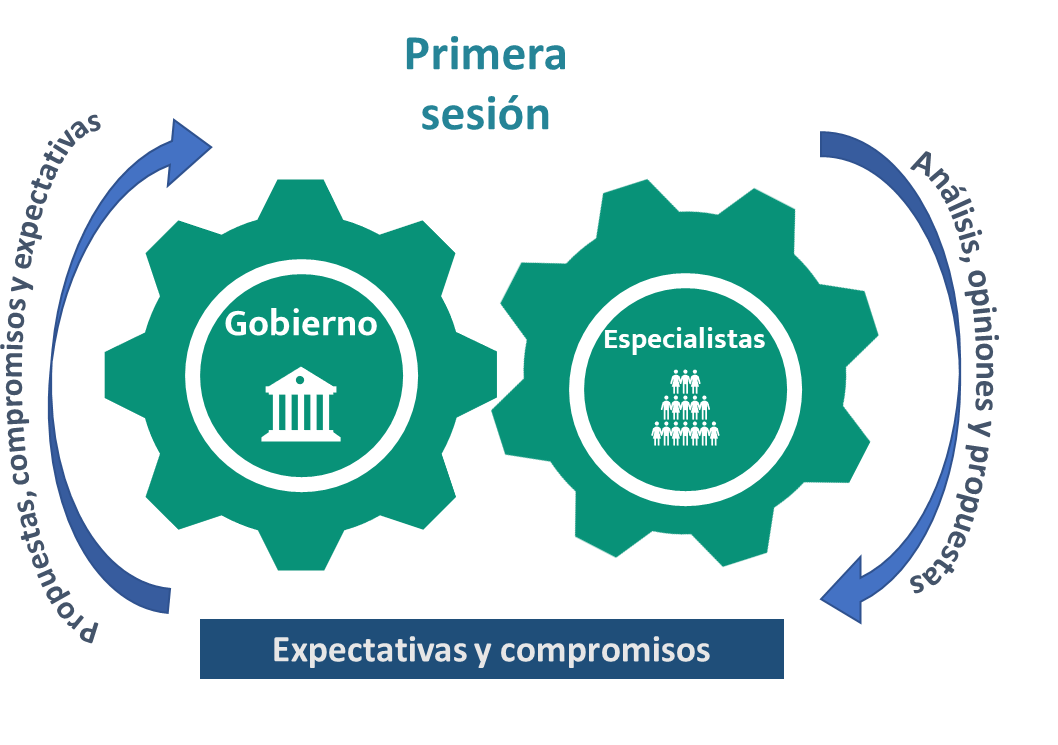 Primera
sesión
Propuestas, compromisos y expectativas
Gobierno
Especialistas
Análisis, opiniones y propuestas
Expectativas y compromisos